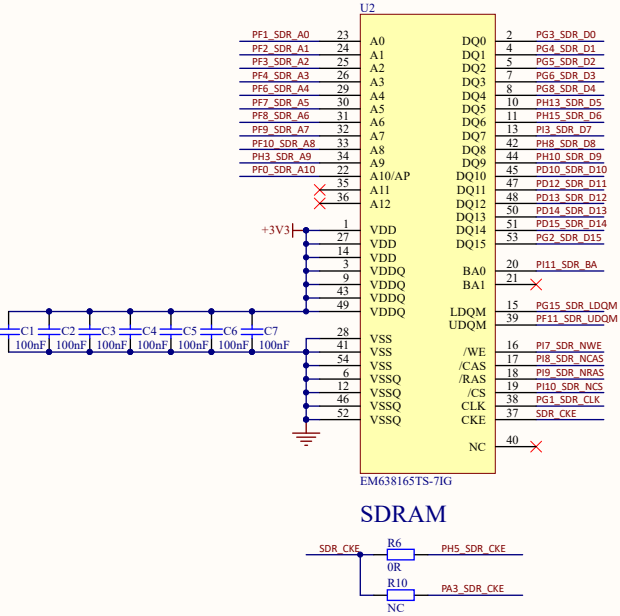 U2
PF1_SDR_A0 23 A0 DQ0 2 PG3_SDR_D0
PF2_SDR_A1 24 A1 DQ1 4 PG4_SDR_D1
PF3_SDR_A2 25 A2 DQ2 5 PG5_SDR_D2
PF4_SDR_A3 26 A3 DQ3 7 PG6_SDR_D3
PF6_SDR_A4 29 A4 DQ4 8 PG8_SDR_D4
PF7_SDR_A5 30 A5 DQ5 10 PH13_SDR_D5
PF8_SDR_A6 31 A6 DQ6 11 PH15_SDR_D6
PF9_SDR_A7 32 A7 DQ7 13 PI3_SDR_D7
PF10_SDR_A8 33 A8 DQ8 42 PH8_SDR_D8
PH3_SDR_A9 34 A9 DQ9 44 PH10_SDR_D9
PF0_SDR_A10 22 A10/AP DQ10 45 PD10_SDR_D10
35 A11 DQ11 47 PD12_SDR_D11
36 A12 DQ12 48 PD13_SDR_D12
DQ13 50 PD14_SDR_D13
+3V3 1 VDD DQ14 51 PD15_SDR_D14
27 VDD DQ15 53 PG2_SDR_D15
14 VDD
3 VDDQ BA0 20 PI11_SDR_BA
9 VDDQ BA1 21
43 VDDQ
49 VDDQ LDQM 15 PG15_SDR_LDQM
UDQM 39 PF11_SDR_UDQM
C1 C2 C3 C4 C5 C6 C7
100nF 100nF 100nF 100nF 100nF 100nF 100nF
28 VSS
41 VSS /WE 16 PI7_SDR_NWE
54 VSS /CAS 17 PI8_SDR_NCAS
6 VSSQ /RAS 18 PI9_SDR_NRAS
12 VSSQ /CS 19 PI10_SDR_NCS
46 VSSQ CLK 38 PG1_SDR_CLK
52 VSSQ CKE 37 SDR_CKE
NC 40
EM638165TS-7IG
SDRAM
SDR_CKE R6 PH5_SDR_CKE
0R
R10 PA3_SDR_CKE
NC